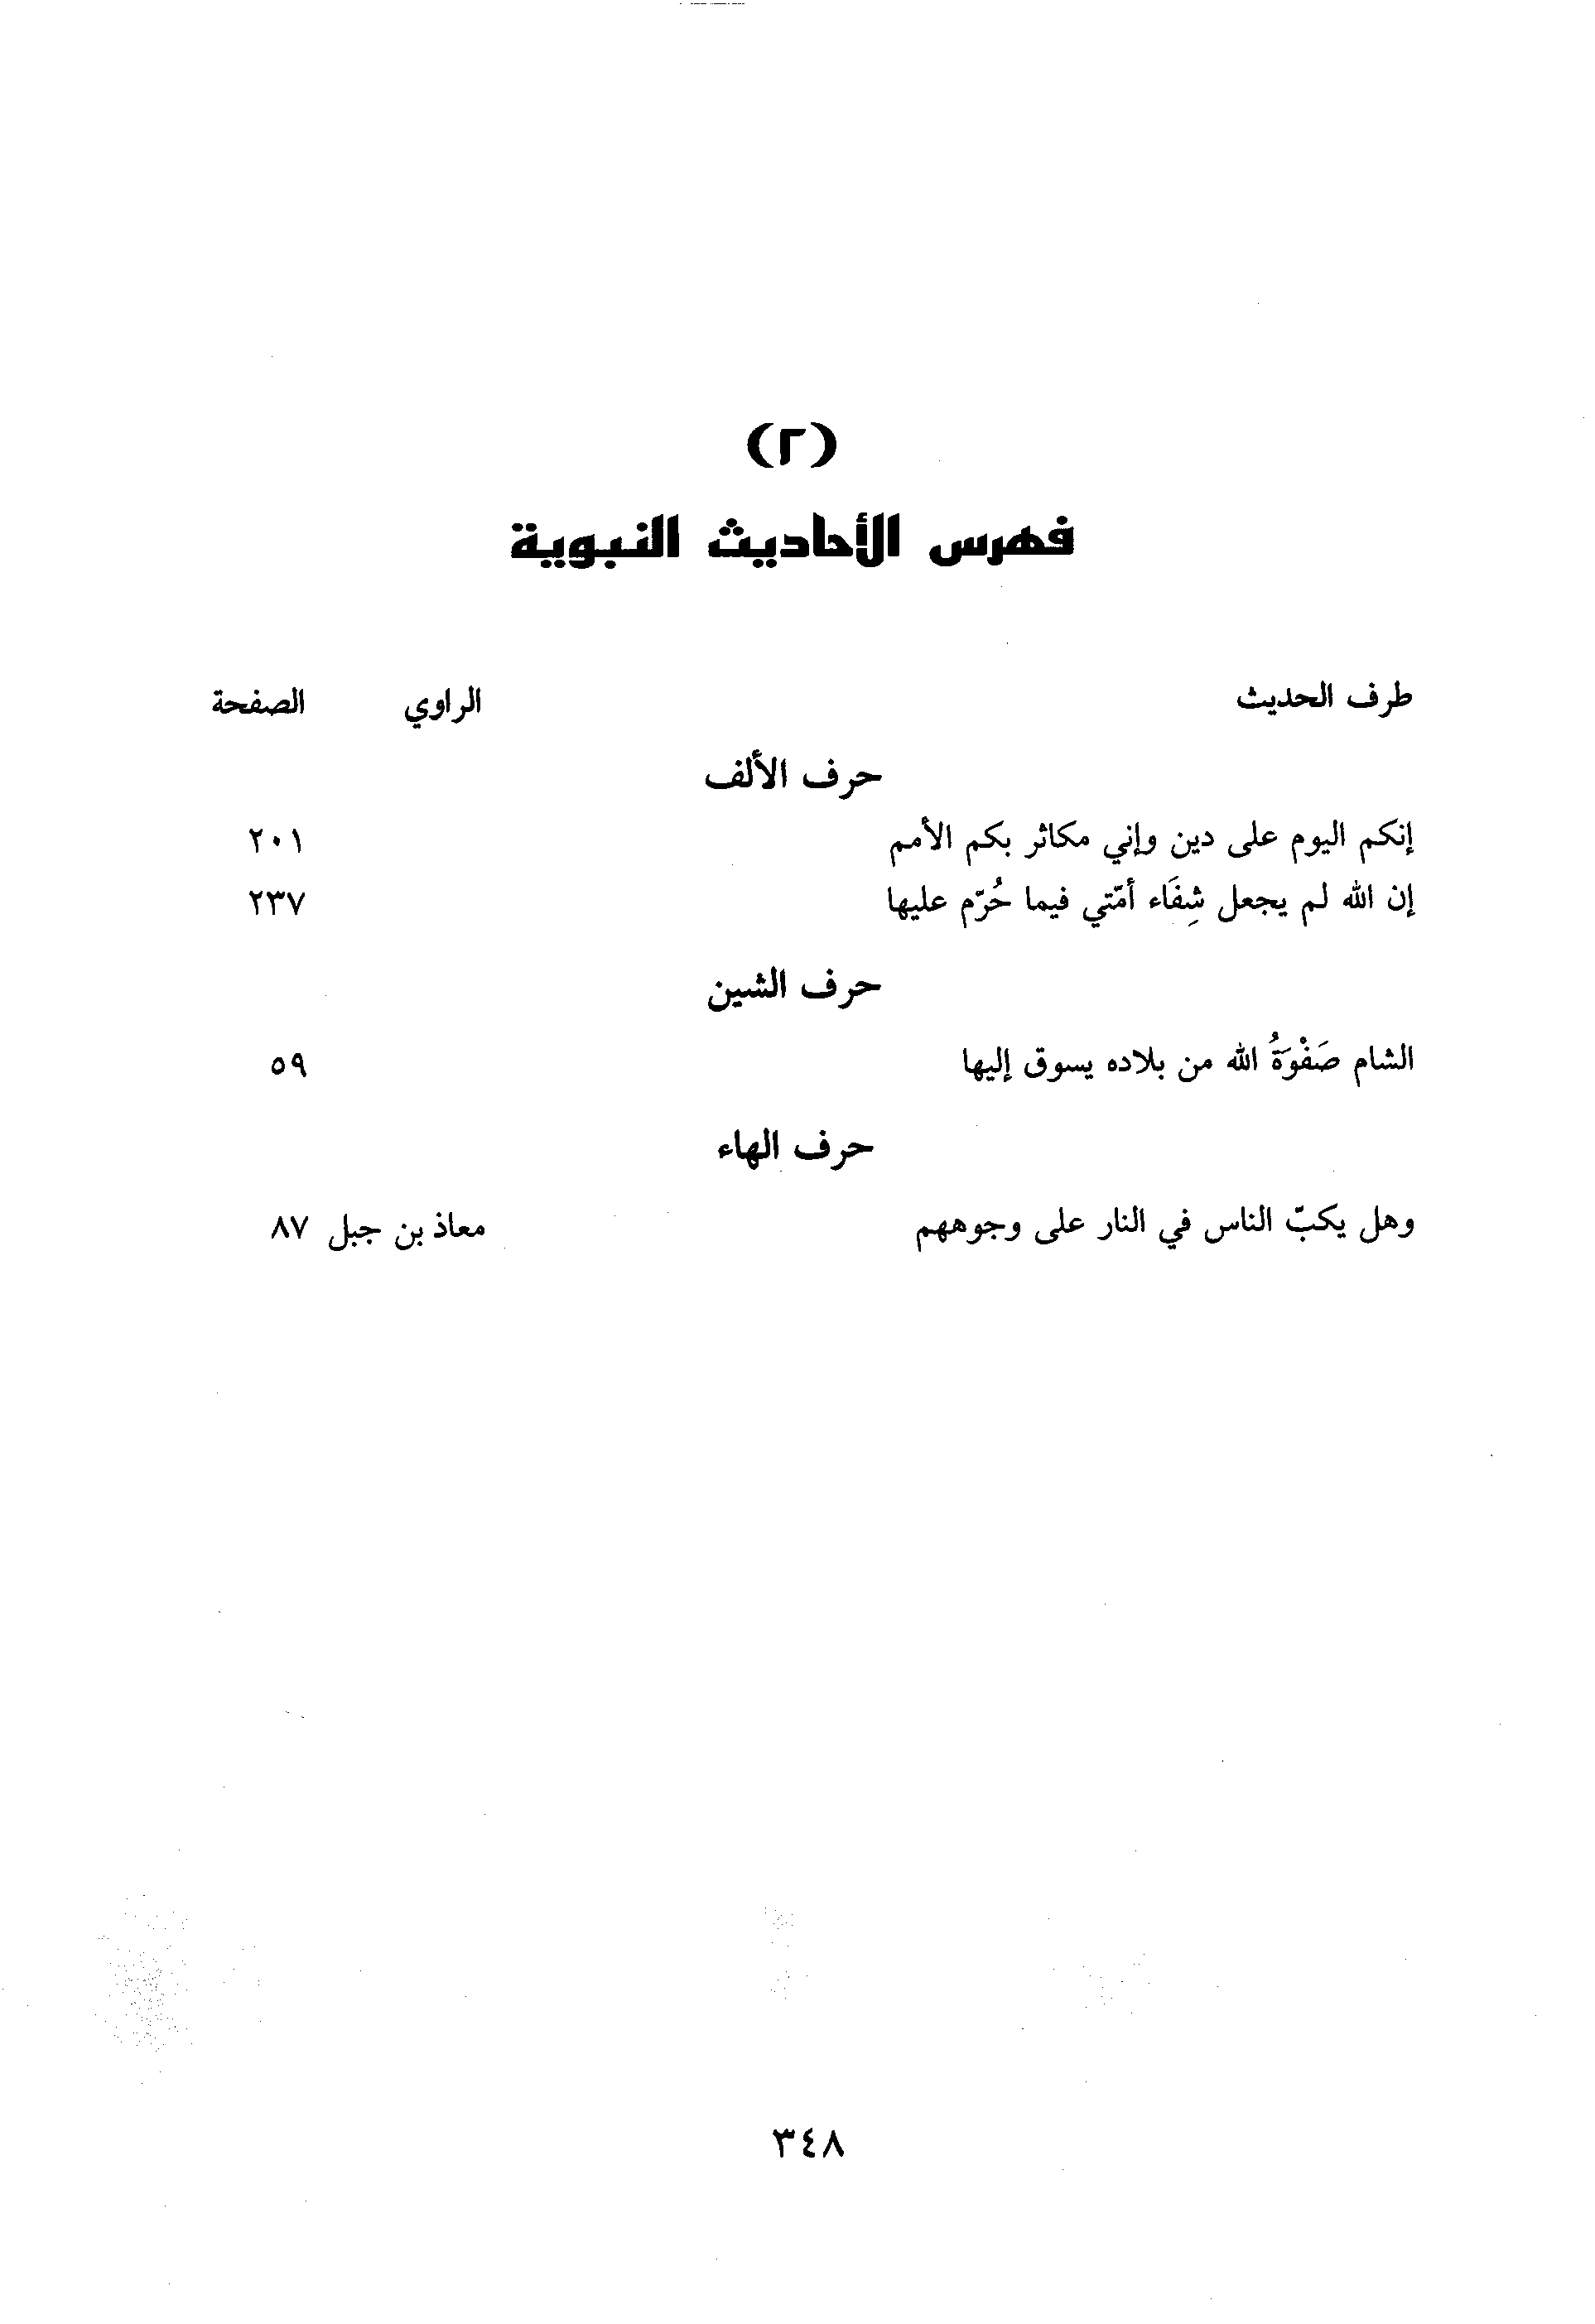 (٢)
فهرس الأحاديث النبوية
طرف الحديث الراوي الصفحة
حرف الألف
إنكم اليوم على دين وإني مكاثر بكم الأمم ٢٠١
إن الله لم يجعل شِفَاء أمّتي فيما حُرّم عليها ٢٣٧
حرف الشين
الشام صَفْوَةُ الله من بلاده يسوق إليها ٥٩
حرف الهاء
وهل يكبّ الناس في النار على وجوههم معاذ بن جبل ٨٧
٣٤٨